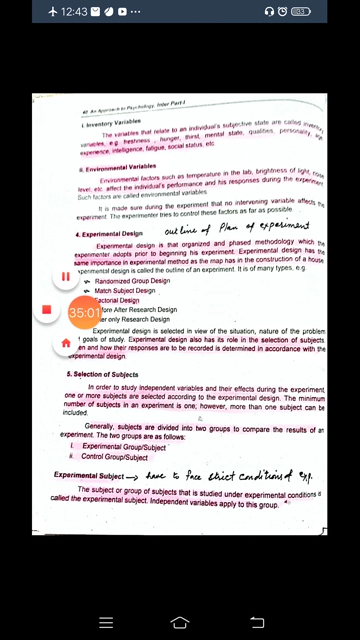 12:43
40 An Approach to Psychology, Inter Part-I
i. Inventory Variables
The variables that relate to an individual's subjective state are called inventory
variables, e.g. freshness, hunger, thirst, mental state, qualities, personality, age
experience, intelligence, fatigue, social status, etc
ii. Environmental Variables
Environmental factors such as temperature in the lab, brightness of light, noise
level, etc. affect the individual's performance and his responses during the experiment.
Such factors are called environmental variables.
It is made sure during the experiment that no intervening variable affects the
experiment. The experimenter tries to control these factors as far as possible.
4. Experimental Design outline of Plan of experiment
Experimental design is that organized and phased methodology which the
experimenter adopts prior to beginning his experiment. Experimental design has the
same importance in experimental method as the map has in the construction of a house
xperimental design is called the outline of an experiment. It is of many types, e.g.
Randomized Group Design
Match Subject Design
35:01 Factorial Design
fore After Research Design
ter only Research Design
Experimental design is selected in view of the situation, nature of the problem
goals of study. Experimental design also has its role in the selection of subjects.
en and how their responses are to be recorded is determined in accordance with the
experimental design.
5. Selection of Subjects
In order to study independent variables and their effects during the experiment,
one or more subjects are selected according to the experimental design. The minimum
number of subjects in an experiment is one; however, more than one subject can be
included.
Generally, subjects are divided into two groups to compare the results of an
experiment. The two groups are as follows:
i. Experimental Group/Subject
ii. Control Group/Subject
Experimental Subject → have to face strict conditions of exp.
The subject or group of subjects that is studied under experimental conditions is
called the experimental subject. Independent variables apply to this group.